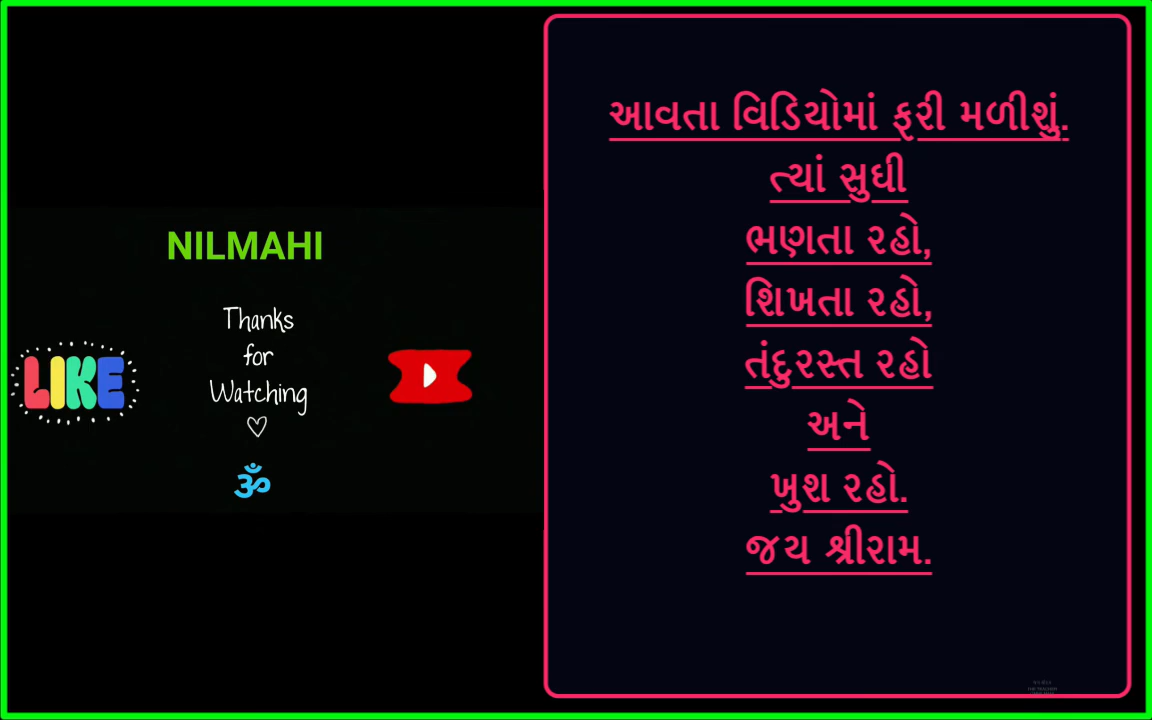 NILMAHI
Thanks
for
Watching
♡
LIKE
ॐ
આવતા વિડિયોમાં ફરી મળીશું.
ત્યાં સુધી
ભણતા રહો,
શિખતા રહો,
તંદુરસ્ત રહો
અને
ખુશ રહો.
જય શ્રીરામ.